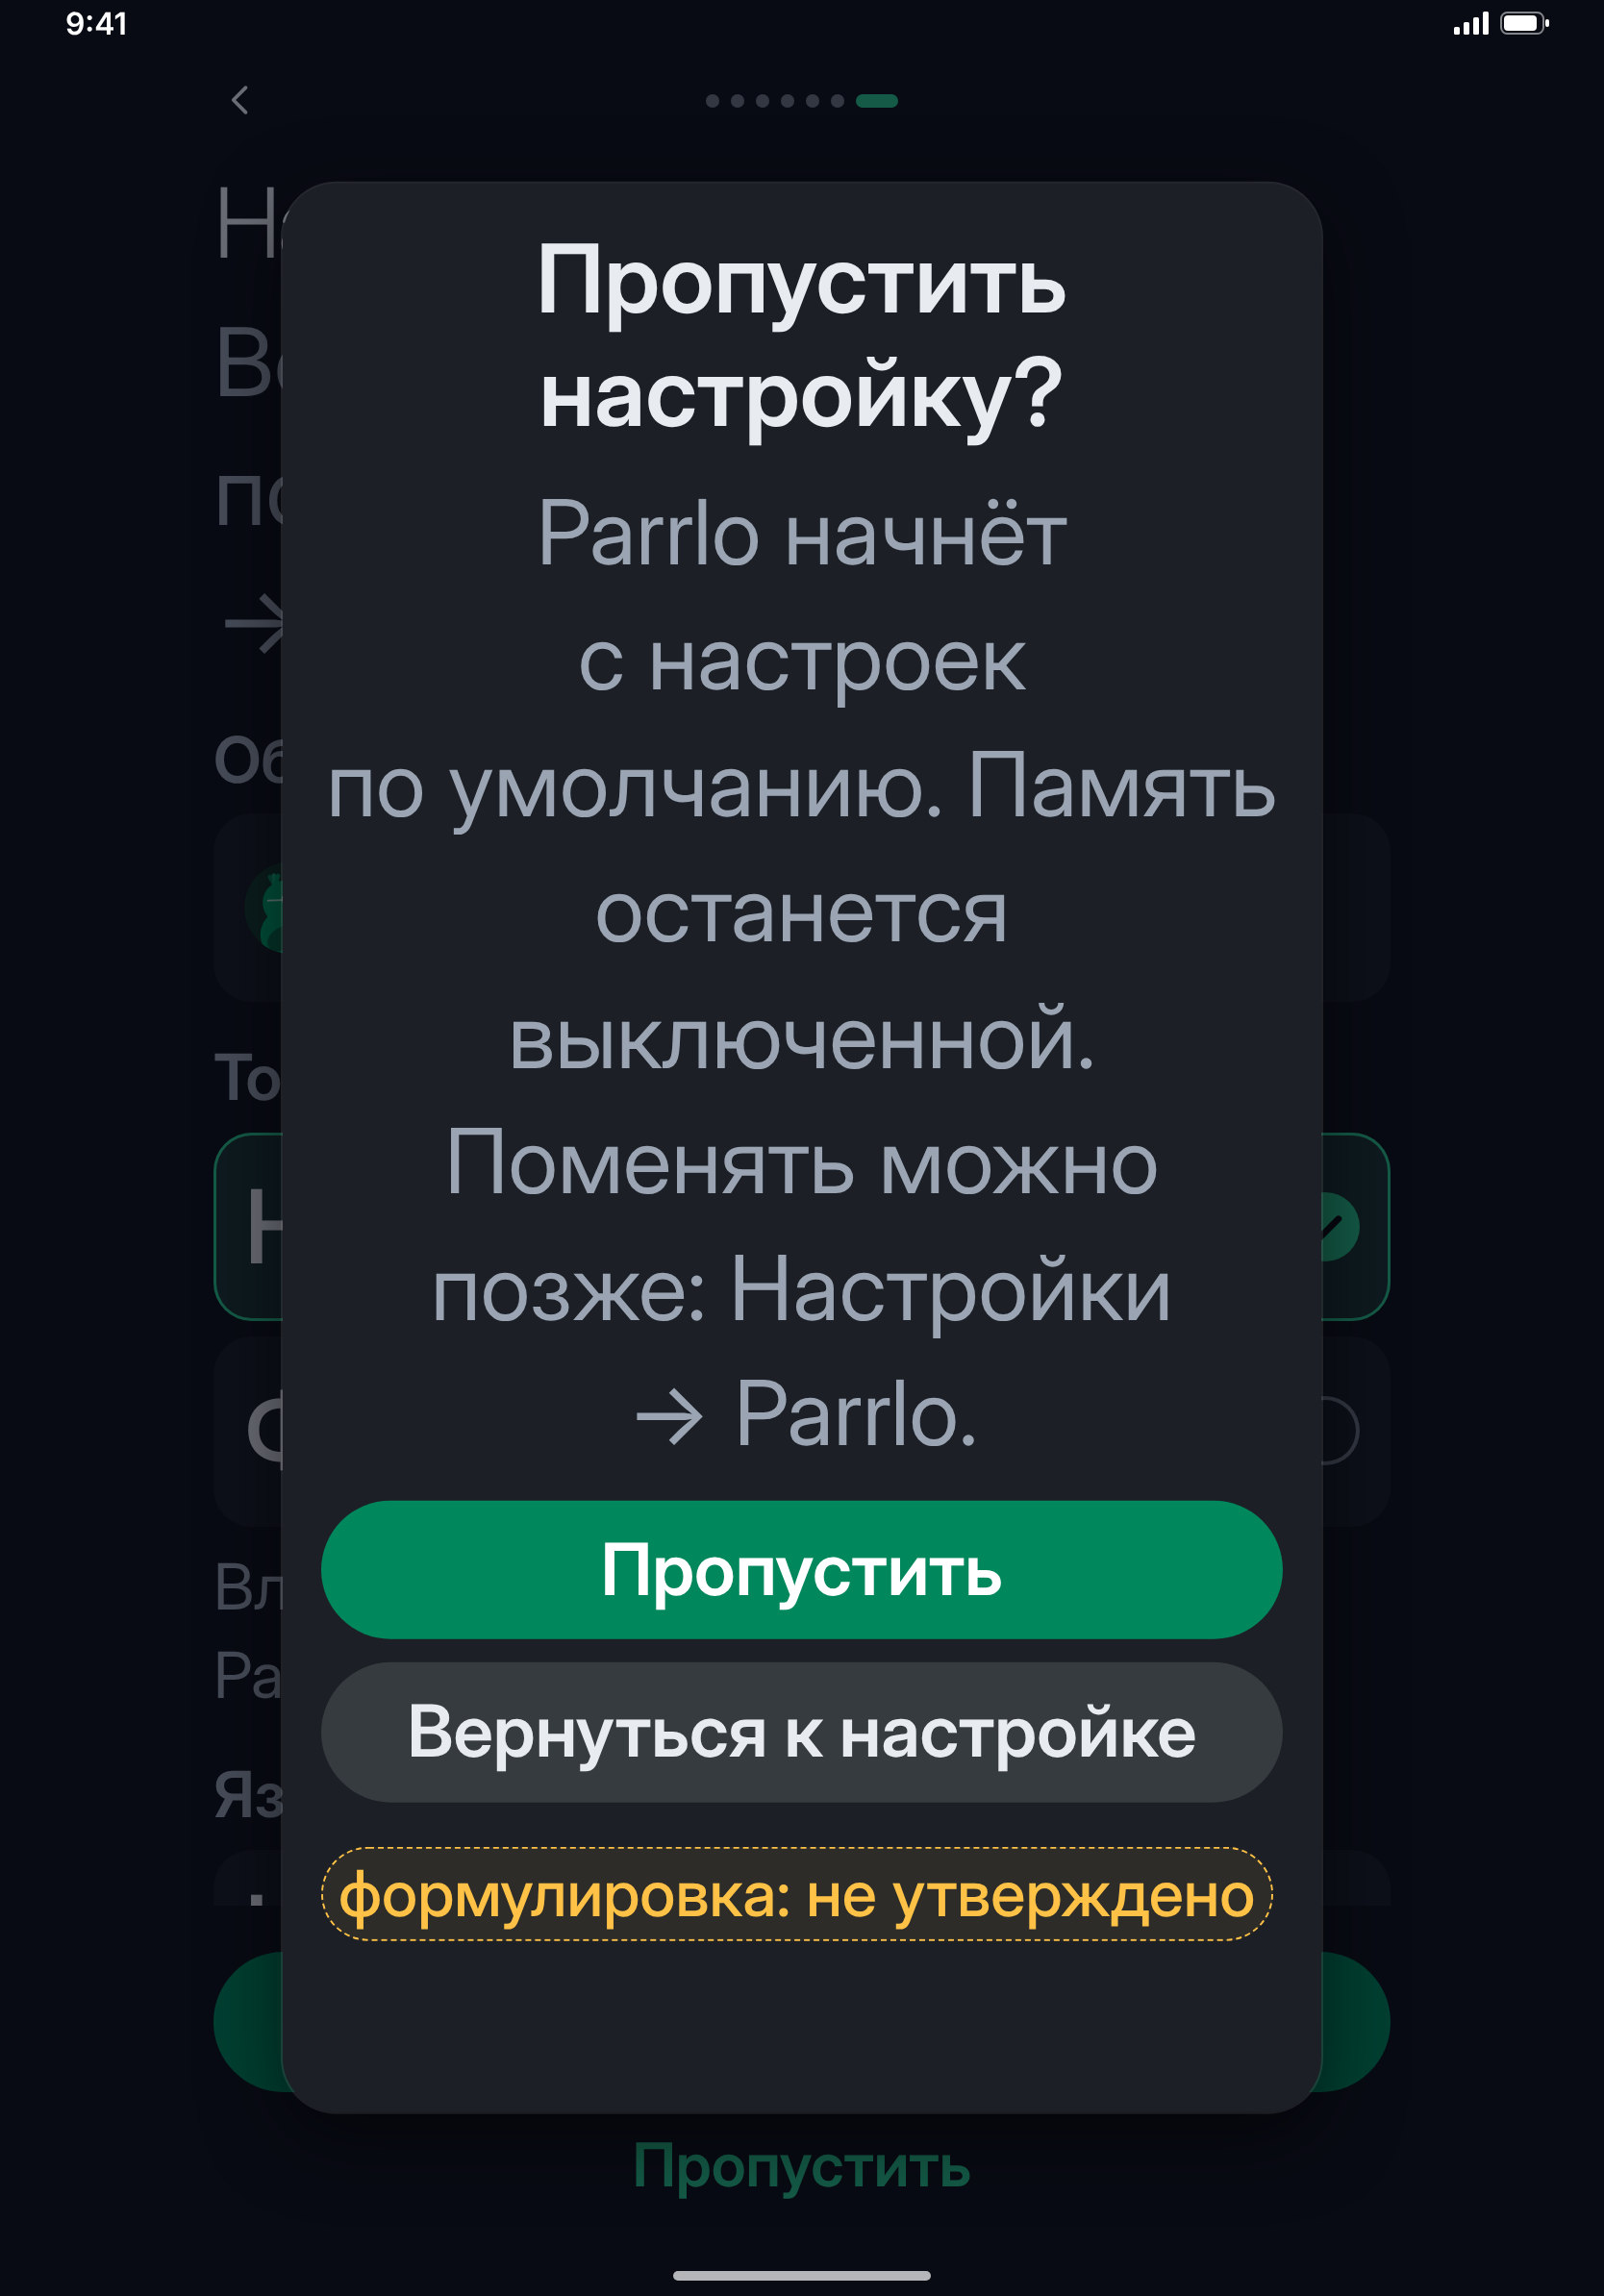 9:41
Пропустить
настройку?
Parrlo начнёт
с настроек
по умолчанию. Память
останется
выключенной.
Поменять можно
позже: Настройки
→ Parrlo.
Пропустить
Вернуться к настройке
формулировка: не утверждено
Пропустить